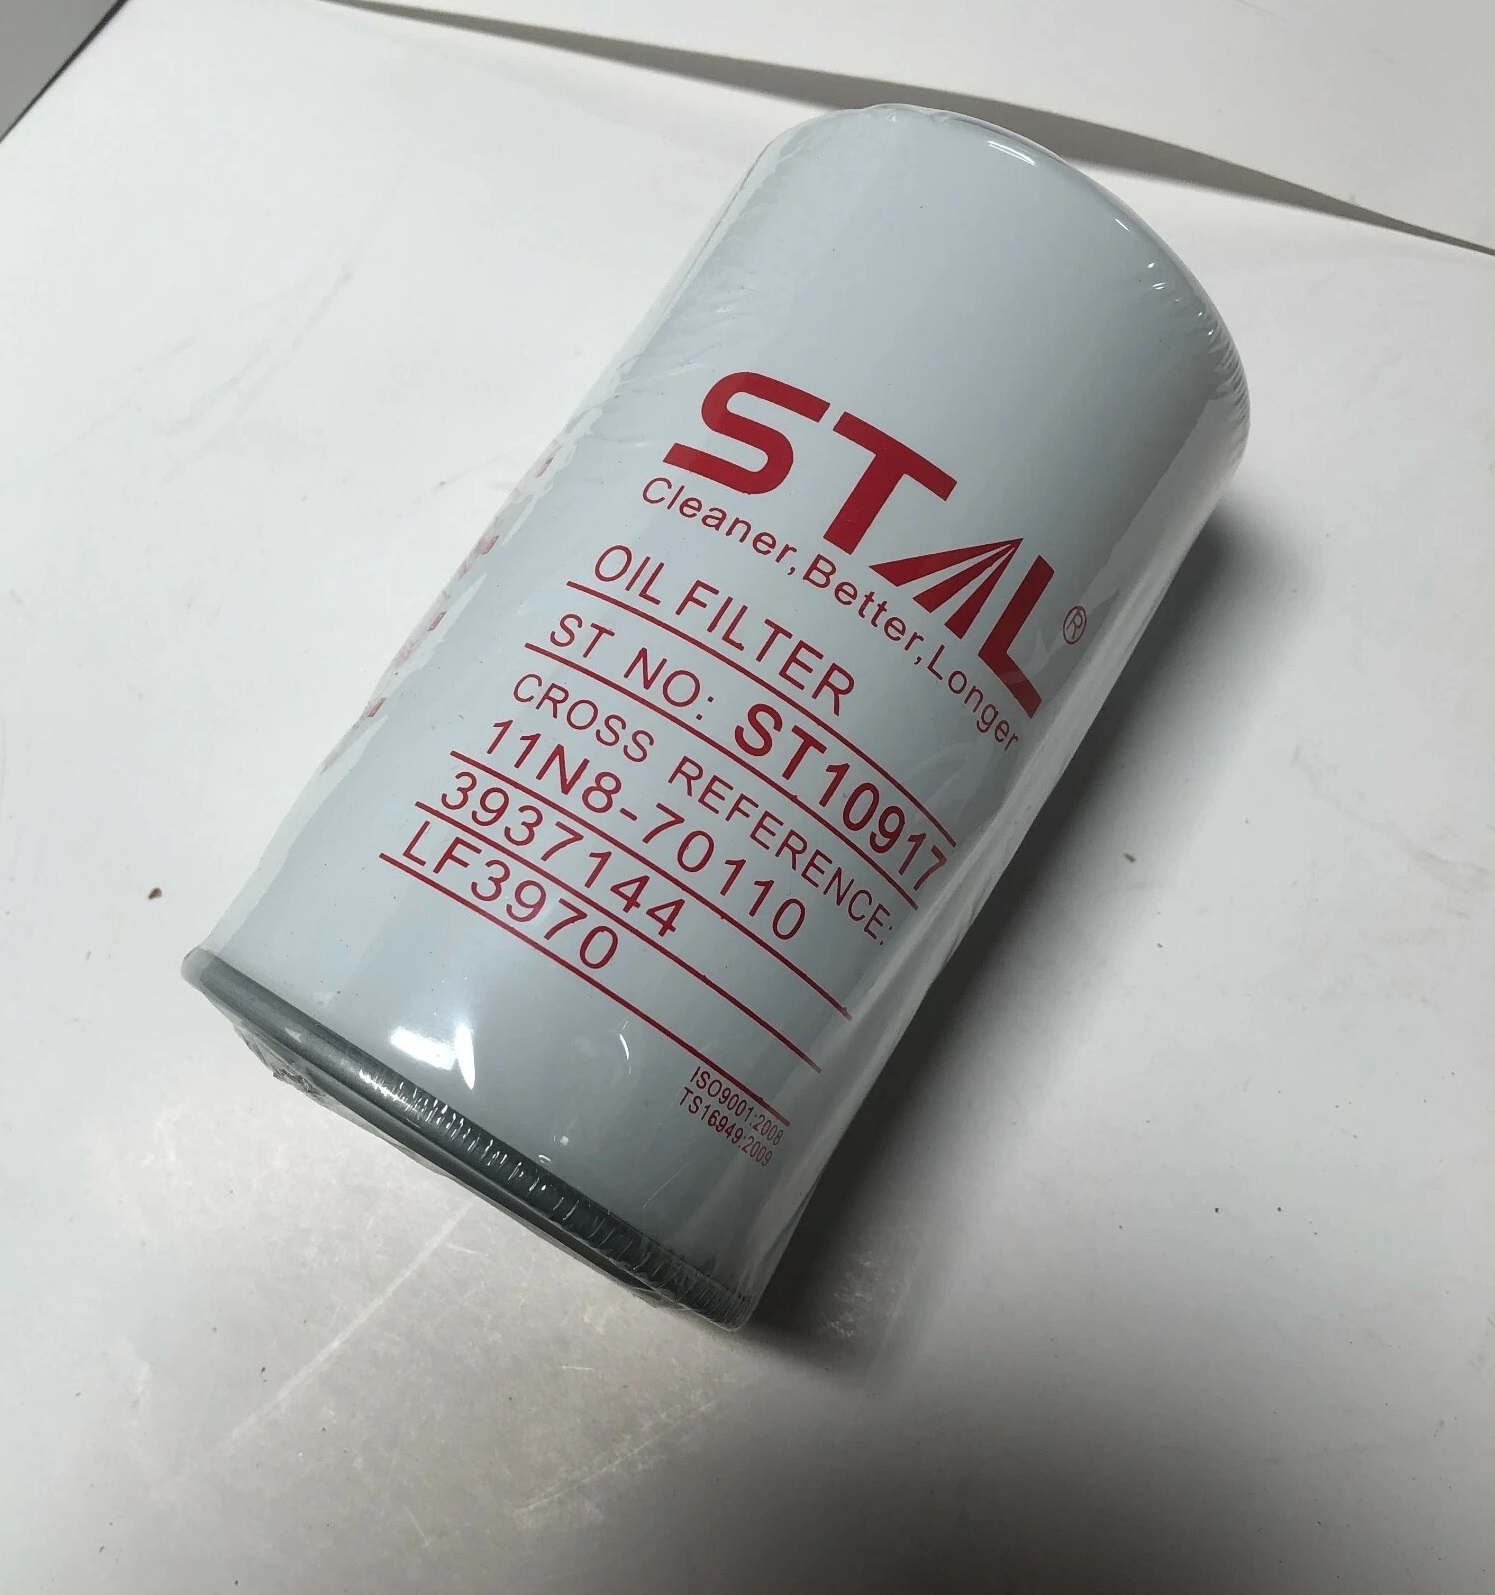 STAL®
Cleaner,Better,Longer
OIL FILTER
ST NO: ST10917
CROSS REFERENCE:
11N8-70110
3937144
LF3970
ISO9001:2008
TS16949:2009